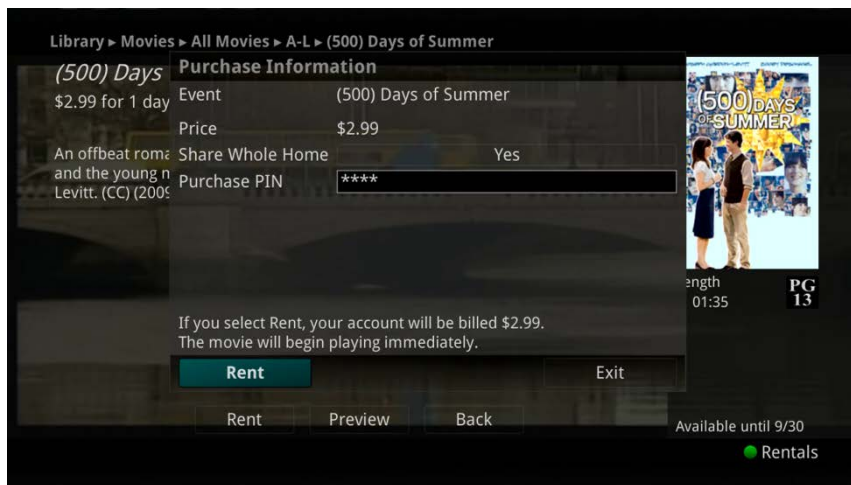 Library ▸ Movies ▸ All Movies ▸ A-L ▸ (500) Days of Summer
(500) Days
$2.99 for 1 day
An offbeat roma
and the young m
Levitt. (CC) (2009
Purchase Information
Event (500) Days of Summer
Price $2.99
Share Whole Home Yes
Purchase PIN ****
If you select Rent, your account will be billed $2.99.
The movie will begin playing immediately.
Rent Exit
(500) DAYS
OF SUMMER
ength
01:35
PG
13
Rent Preview Back
Available until 9/30
Rentals